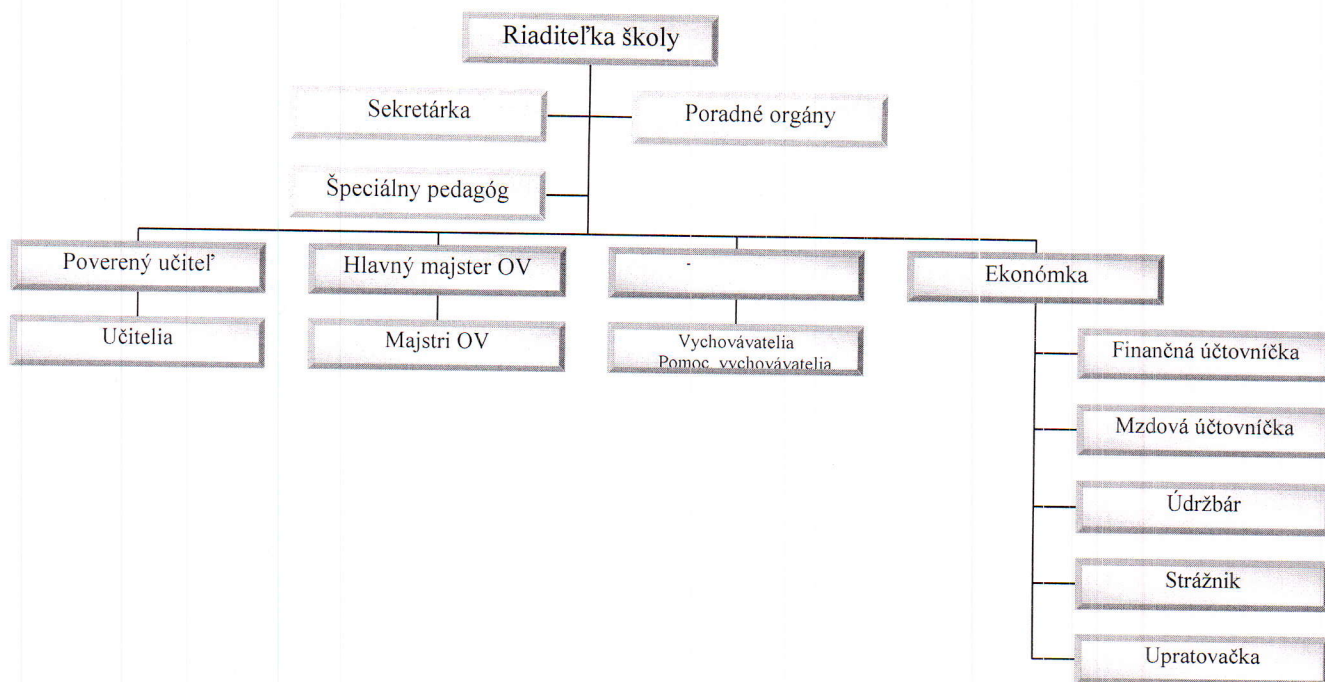 Riaditeľka školy
Sekretárka
Poradné orgány
Špeciálny pedagóg
Poverený učiteľ
Hlavný majster OV
-
Ekonómka
Učitelia
Majstri OV
Vychovávatelia
Pomoc. vychovávatelia
Finančná účtovníčka
Mzdová účtovníčka
Údržbár
Strážnik
Upratovačka